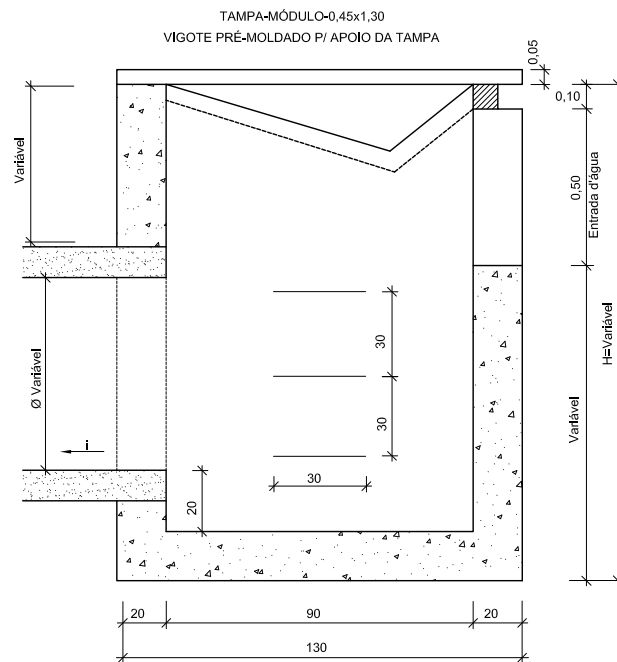 TAMPA-MÓDULO-0,45x1,30
VIGOTE PRÉ-MOLDADO P/ APOIO DA TAMPA
0,05
0,10
Variável
0,50
Entrada d'água
H=Variável
30
Ø Variável
30
Variável
i
30
20
20
90
20
130